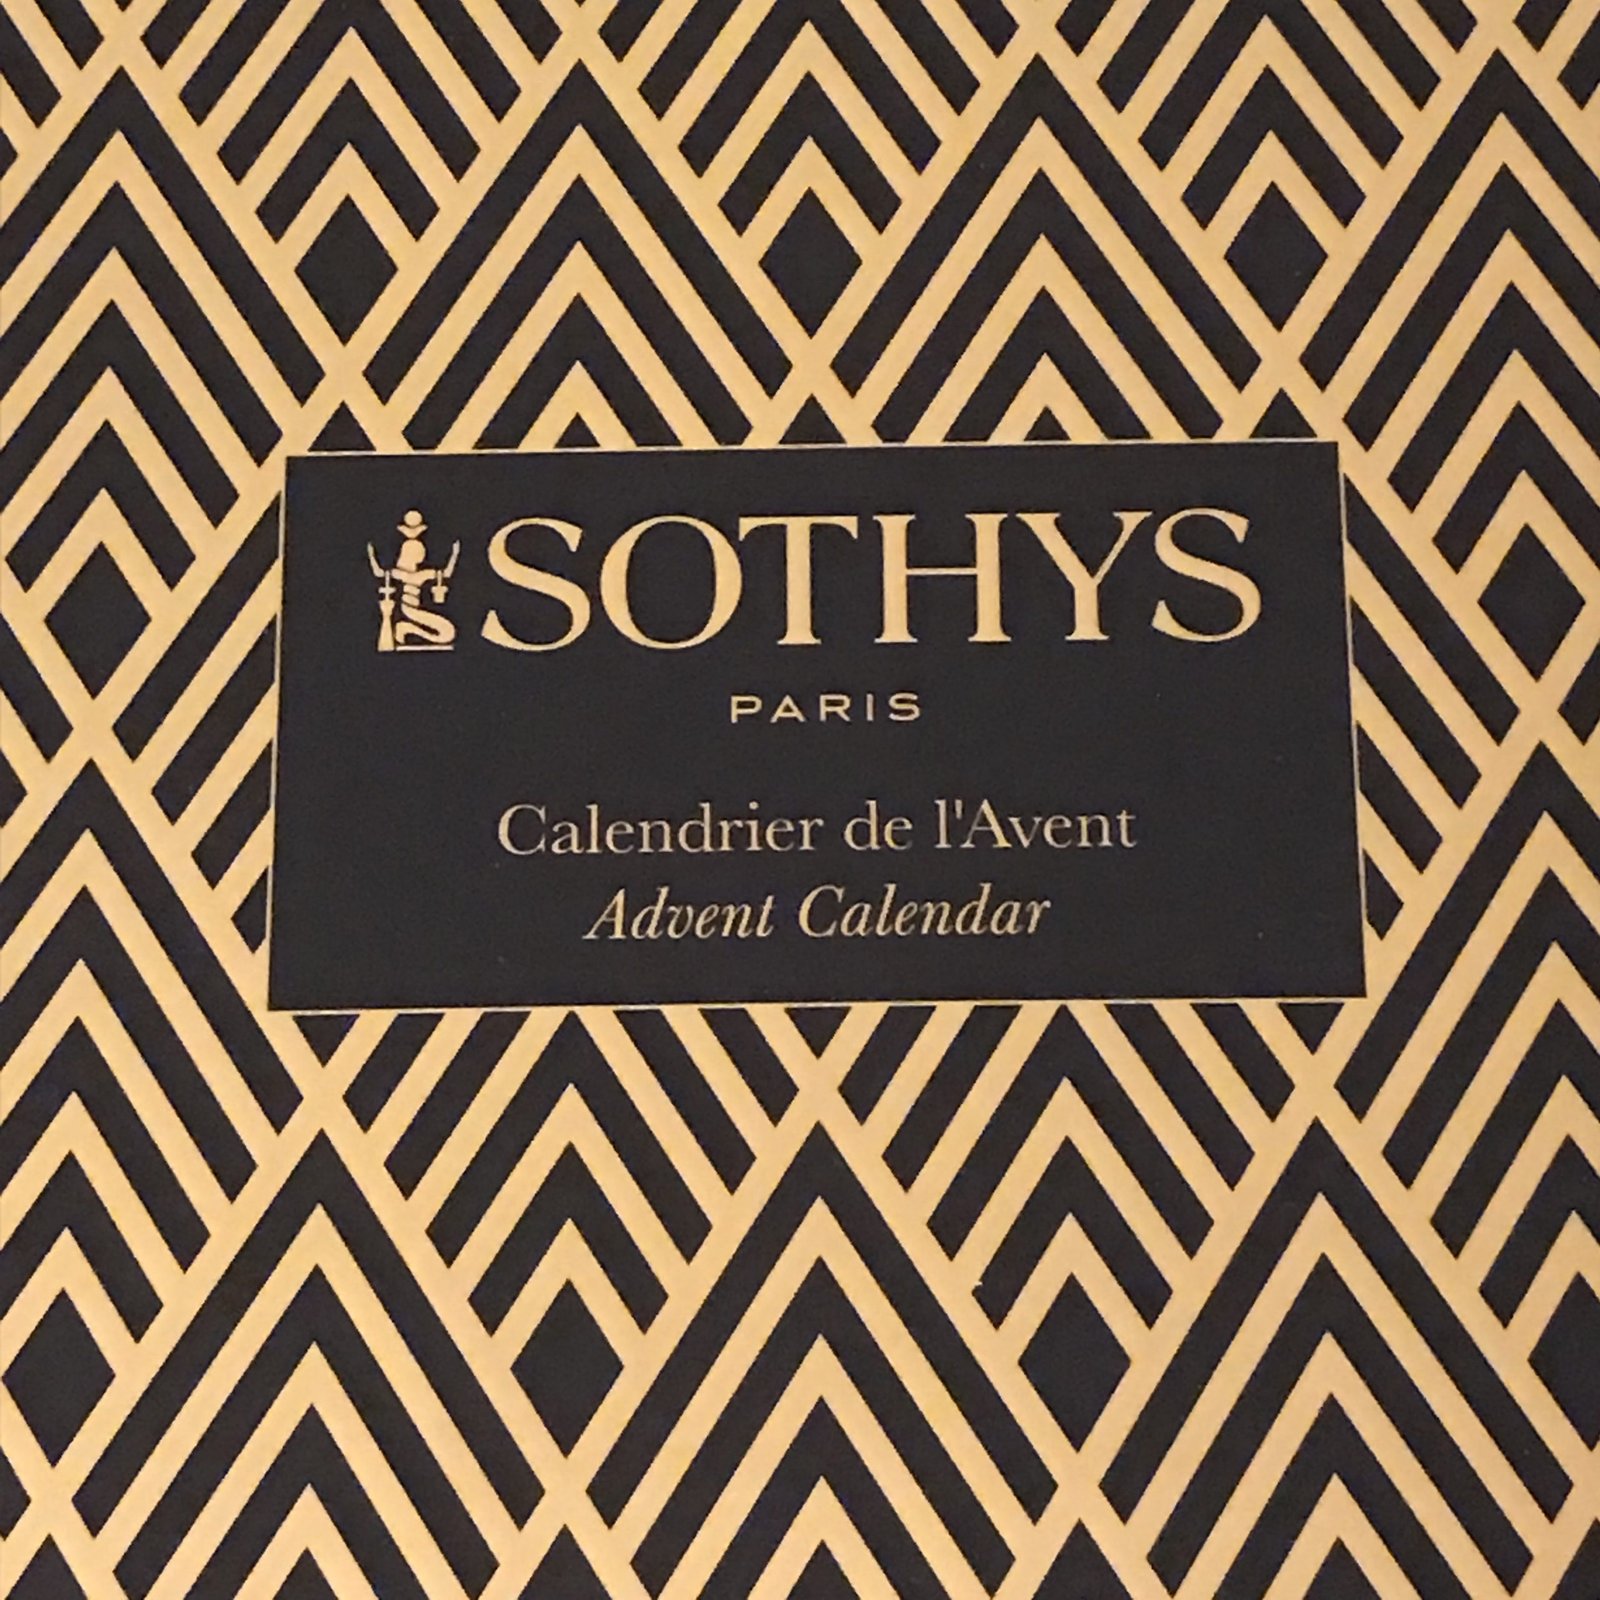 SOTHYS
PARIS
Calendrier de l'Avent
Advent Calendar